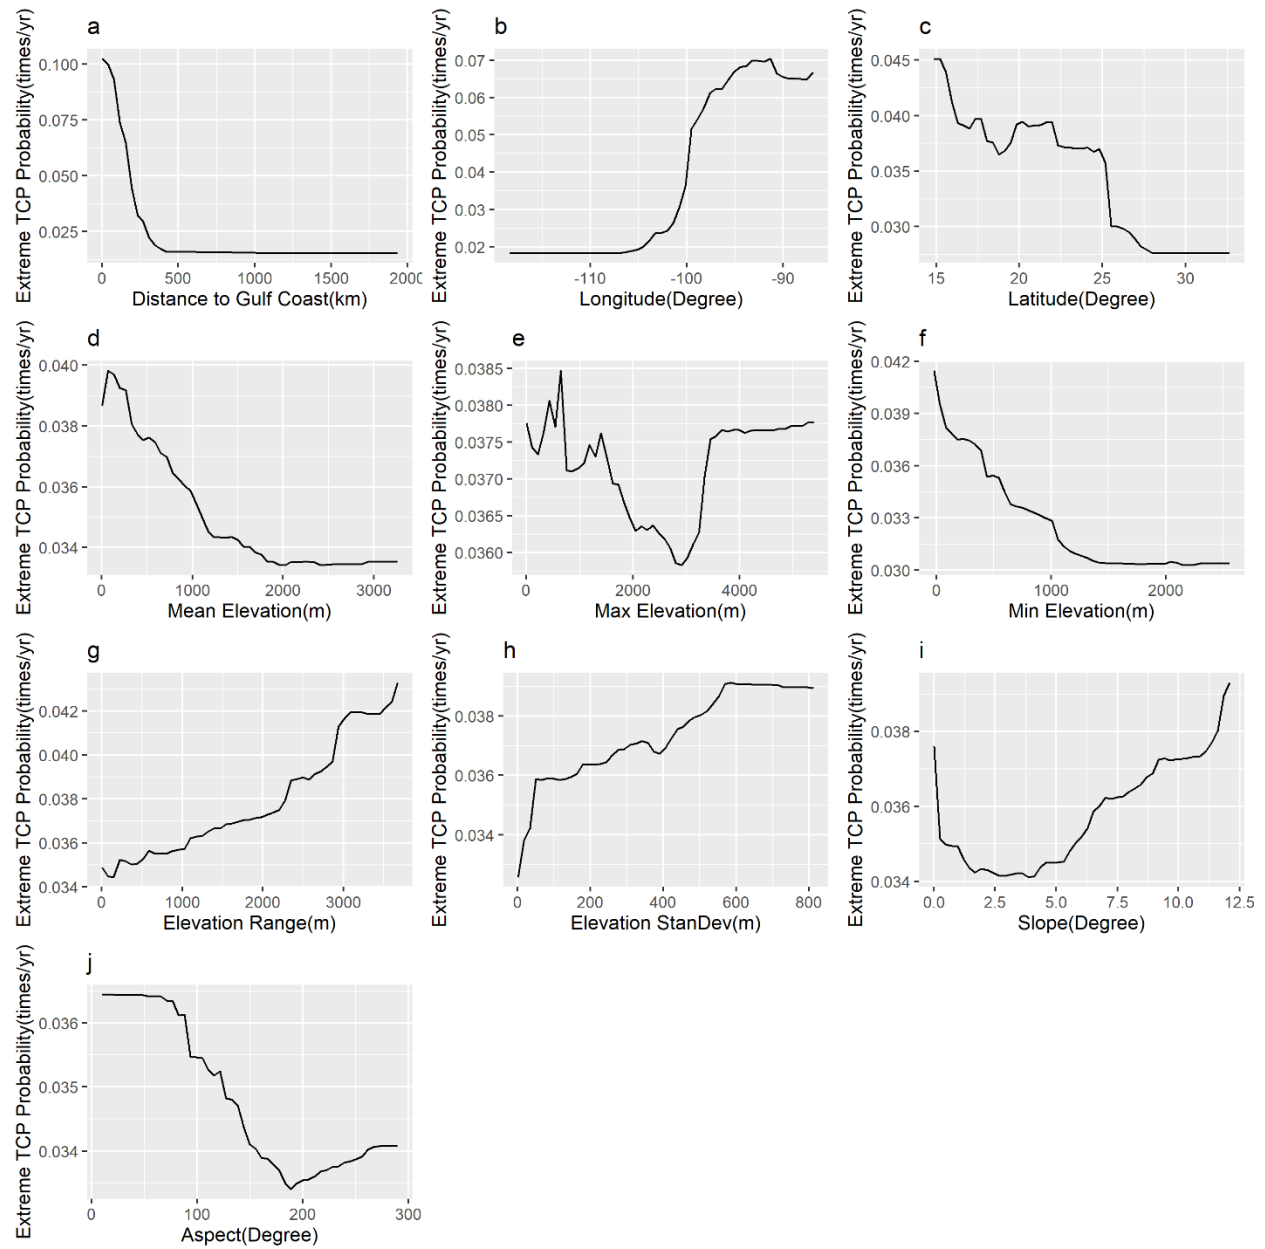 a
Extreme TCP Probability(times/yr)
0.100
0.075
0.050
0.025
0 500 1000 1500 2000
Distance to Gulf Coast(km)
b
Extreme TCP Probability(times/yr)
0.07
0.06
0.05
0.04
0.03
0.02
-110 -100 -90
Longitude(Degree)
c
Extreme TCP Probability(times/yr)
0.045
0.040
0.035
0.030
15 20 25 30
Latitude(Degree)
d
Extreme TCP Probability(times/yr)
0.040
0.038
0.036
0.034
0 1000 2000 3000
Mean Elevation(m)
e
Extreme TCP Probability(times/yr)
0.0385
0.0380
0.0375
0.0370
0.0365
0.0360
0 2000 4000
Max Elevation(m)
f
Extreme TCP Probability(times/yr)
0.042
0.039
0.036
0.033
0.030
0 1000 2000
Min Elevation(m)
g
Extreme TCP Probability(times/yr)
0.042
0.040
0.038
0.036
0.034
0 1000 2000 3000
Elevation Range(m)
h
Extreme TCP Probability(times/yr)
0.038
0.036
0.034
0 200 400 600 800
Elevation StanDev(m)
i
Extreme TCP Probability(times/yr)
0.038
0.036
0.034
0.0 2.5 5.0 7.5 10.0 12.5
Slope(Degree)
j
Extreme TCP Probability(times/yr)
0.036
0.035
0.034
0 100 200 300
Aspect(Degree)